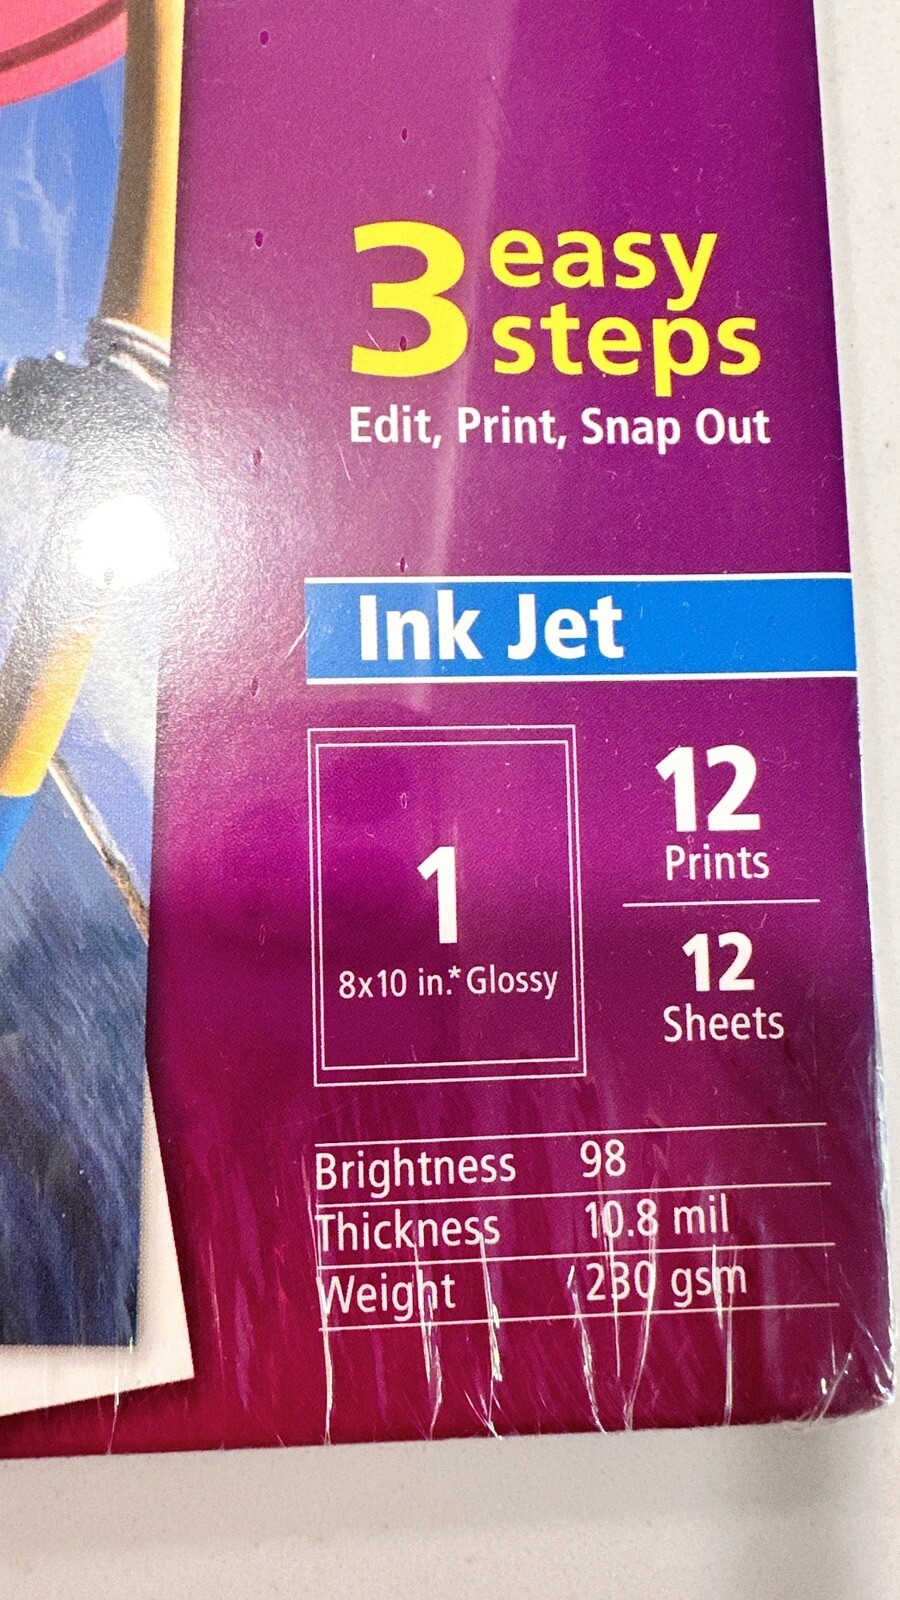 3 easy
steps
Edit, Print, Snap Out
Ink Jet
1
8x10 in.* Glossy
12
Prints
12
Sheets
Brightness 98
Thickness 10.8 mil
Weight 230 gsm